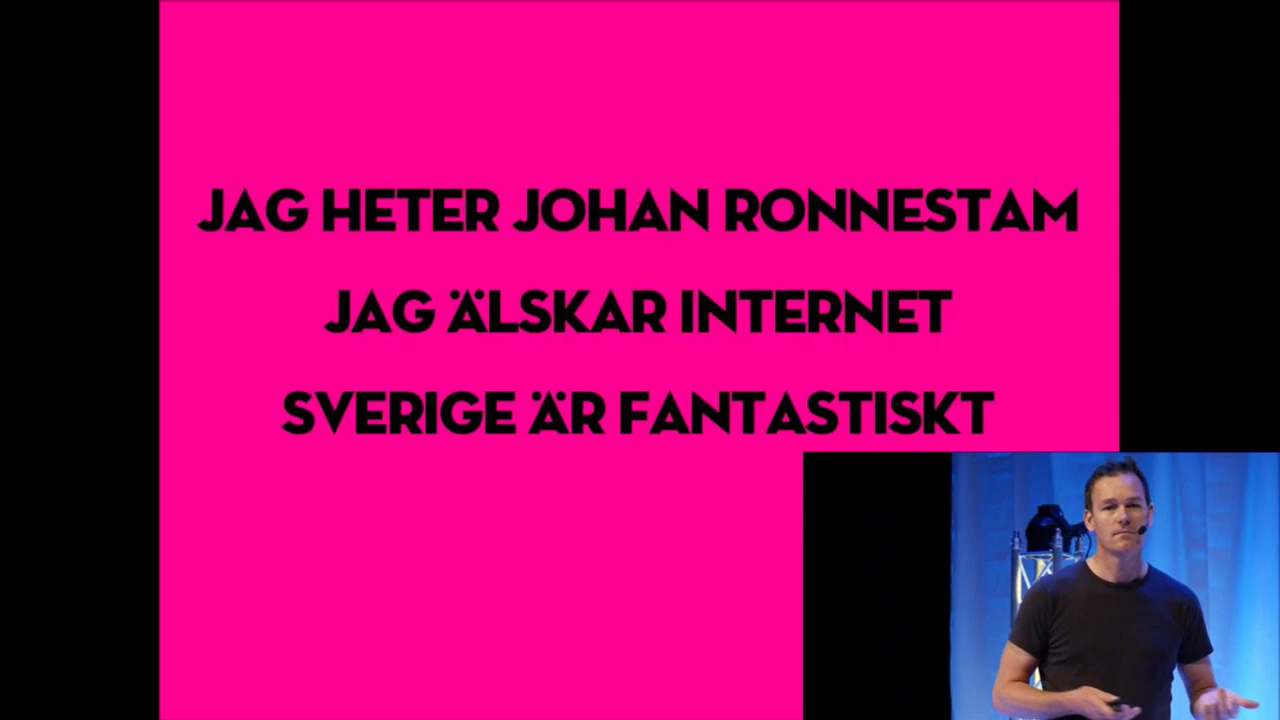 JAG HETER JOHAN RONNESTAM
JAG ÄLSKAR INTERNET
SVERIGE ÄR FANTASTISKT